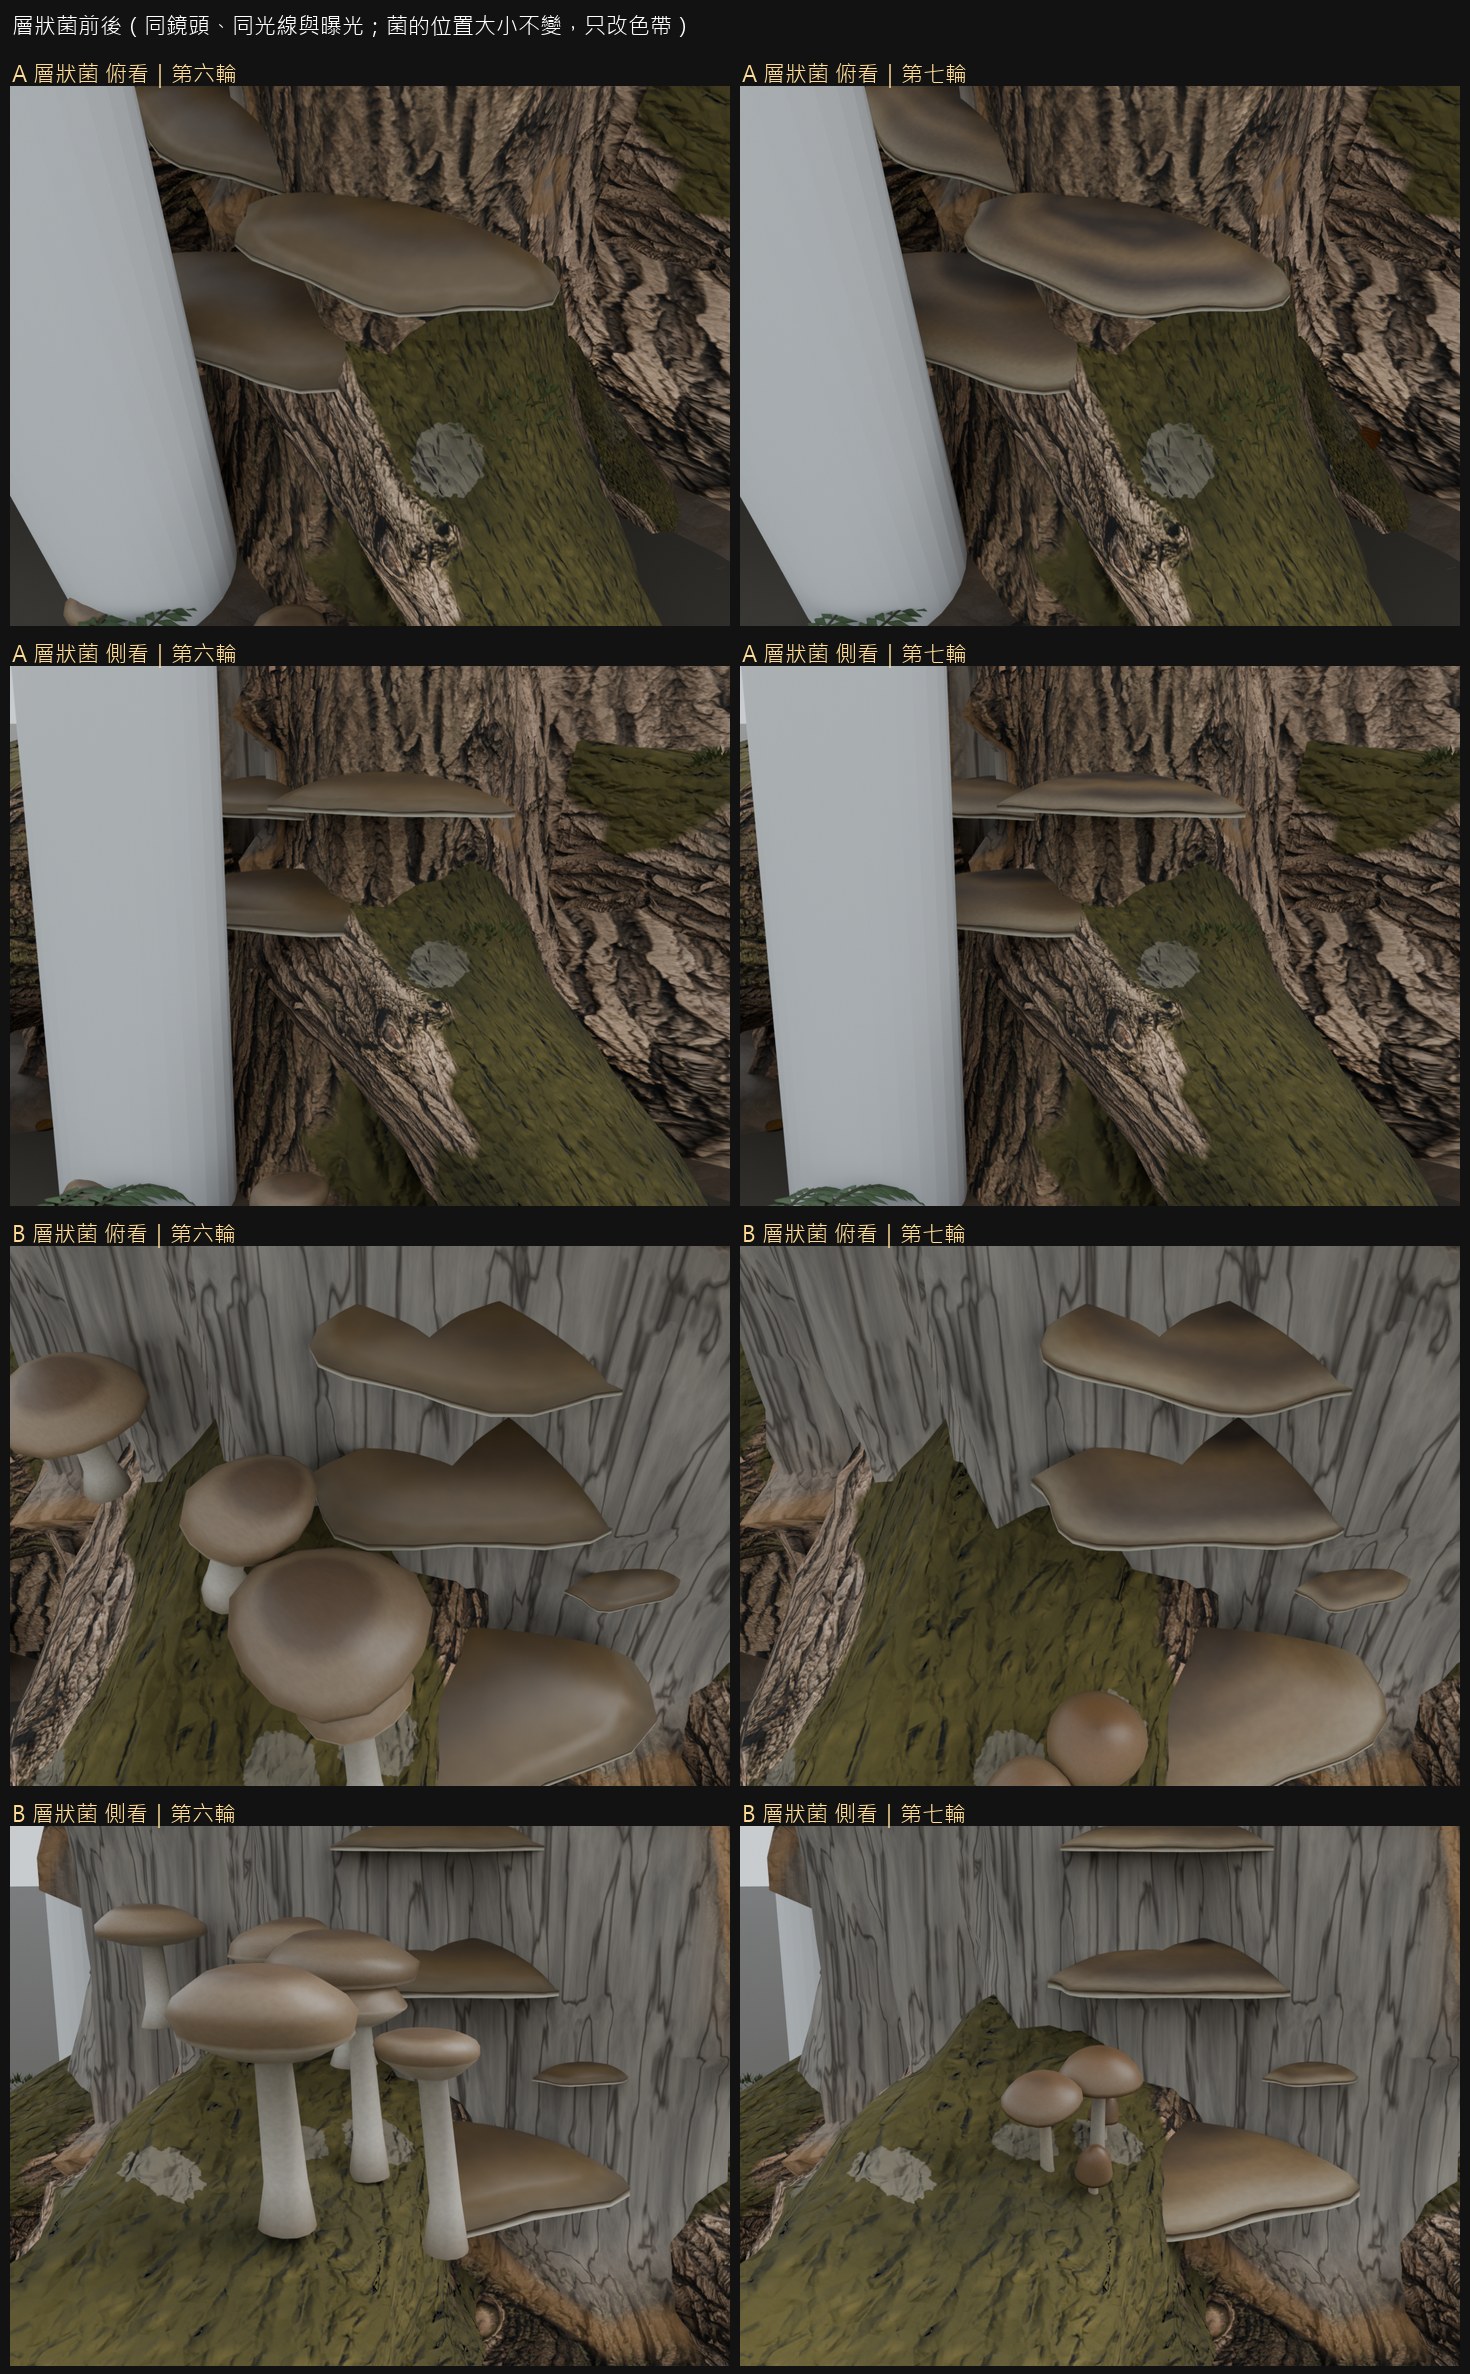 層狀菌前後 ( 同鏡頭、同光線與曝光 ; 菌的位置大小不變 , 只改色帶 )
A 層狀菌 俯看 | 第六輪
A 層狀菌 俯看 | 第七輪
A 層狀菌 側看 | 第六輪
A 層狀菌 側看 | 第七輪
B 層狀菌 俯看 | 第六輪
B 層狀菌 俯看 | 第七輪
B 層狀菌 側看 | 第六輪
B 層狀菌 側看 | 第七輪